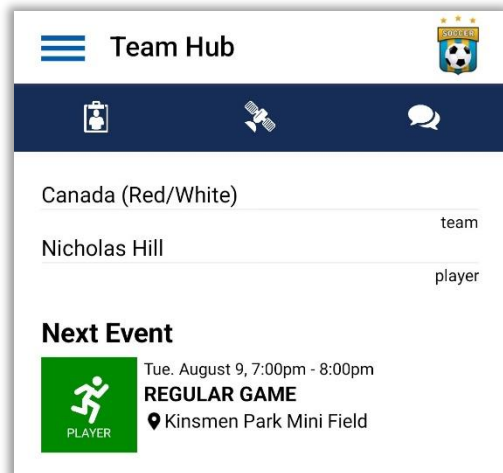 Team Hub
SOCCER
Canada (Red/White)
team
Nicholas Hill
player
Next Event
PLAYER
Tue. August 9, 7:00pm - 8:00pm
REGULAR GAME
Kinsmen Park Mini Field